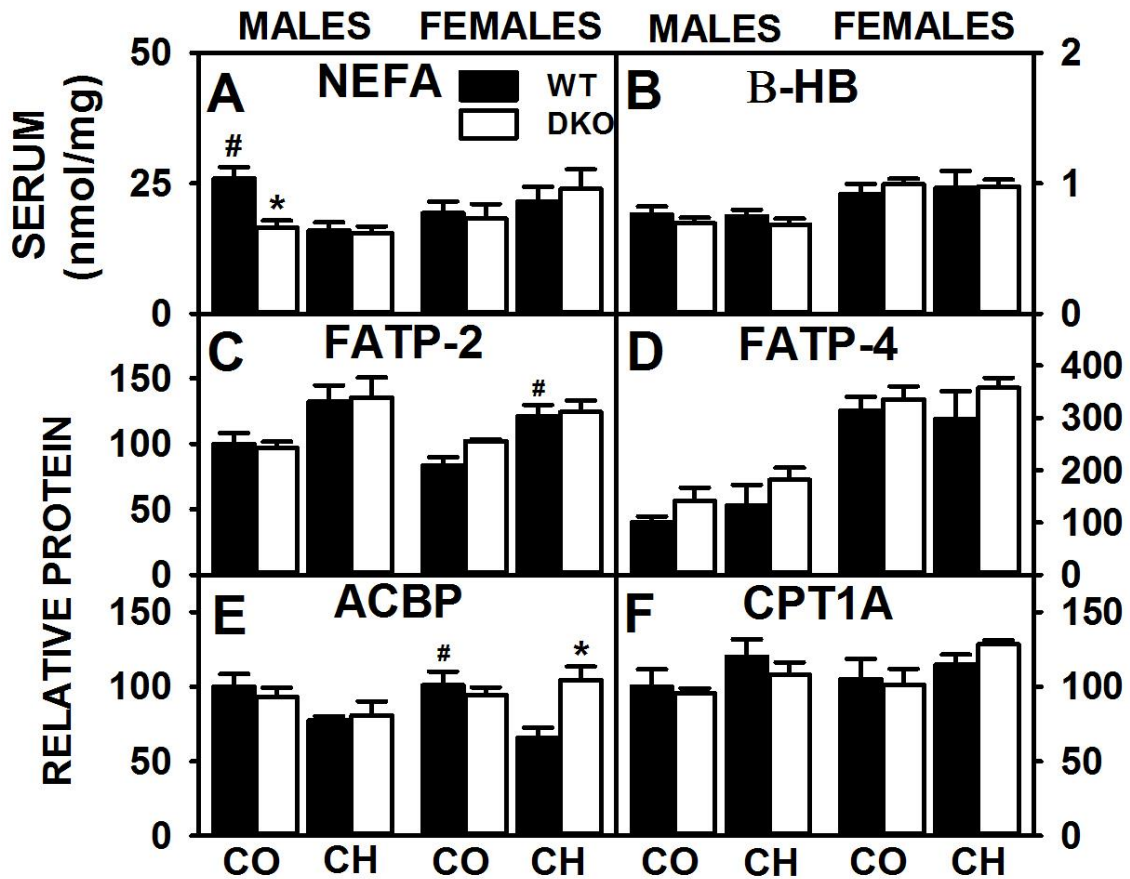 MALES FEMALES MALES FEMALES
50 A NEFA WT B B-HB 2
# DKO
*
25 1
0 0
SERUM
(nmol/mg)
C FATP-2 D FATP-4
150 # 400
100 300
50 200
0 100
0
RELATIVE PROTEIN
E ACBP F CPT1A
150 # * 150
100 100
50 50
0 0
CO CH CO CH CO CH CO CH